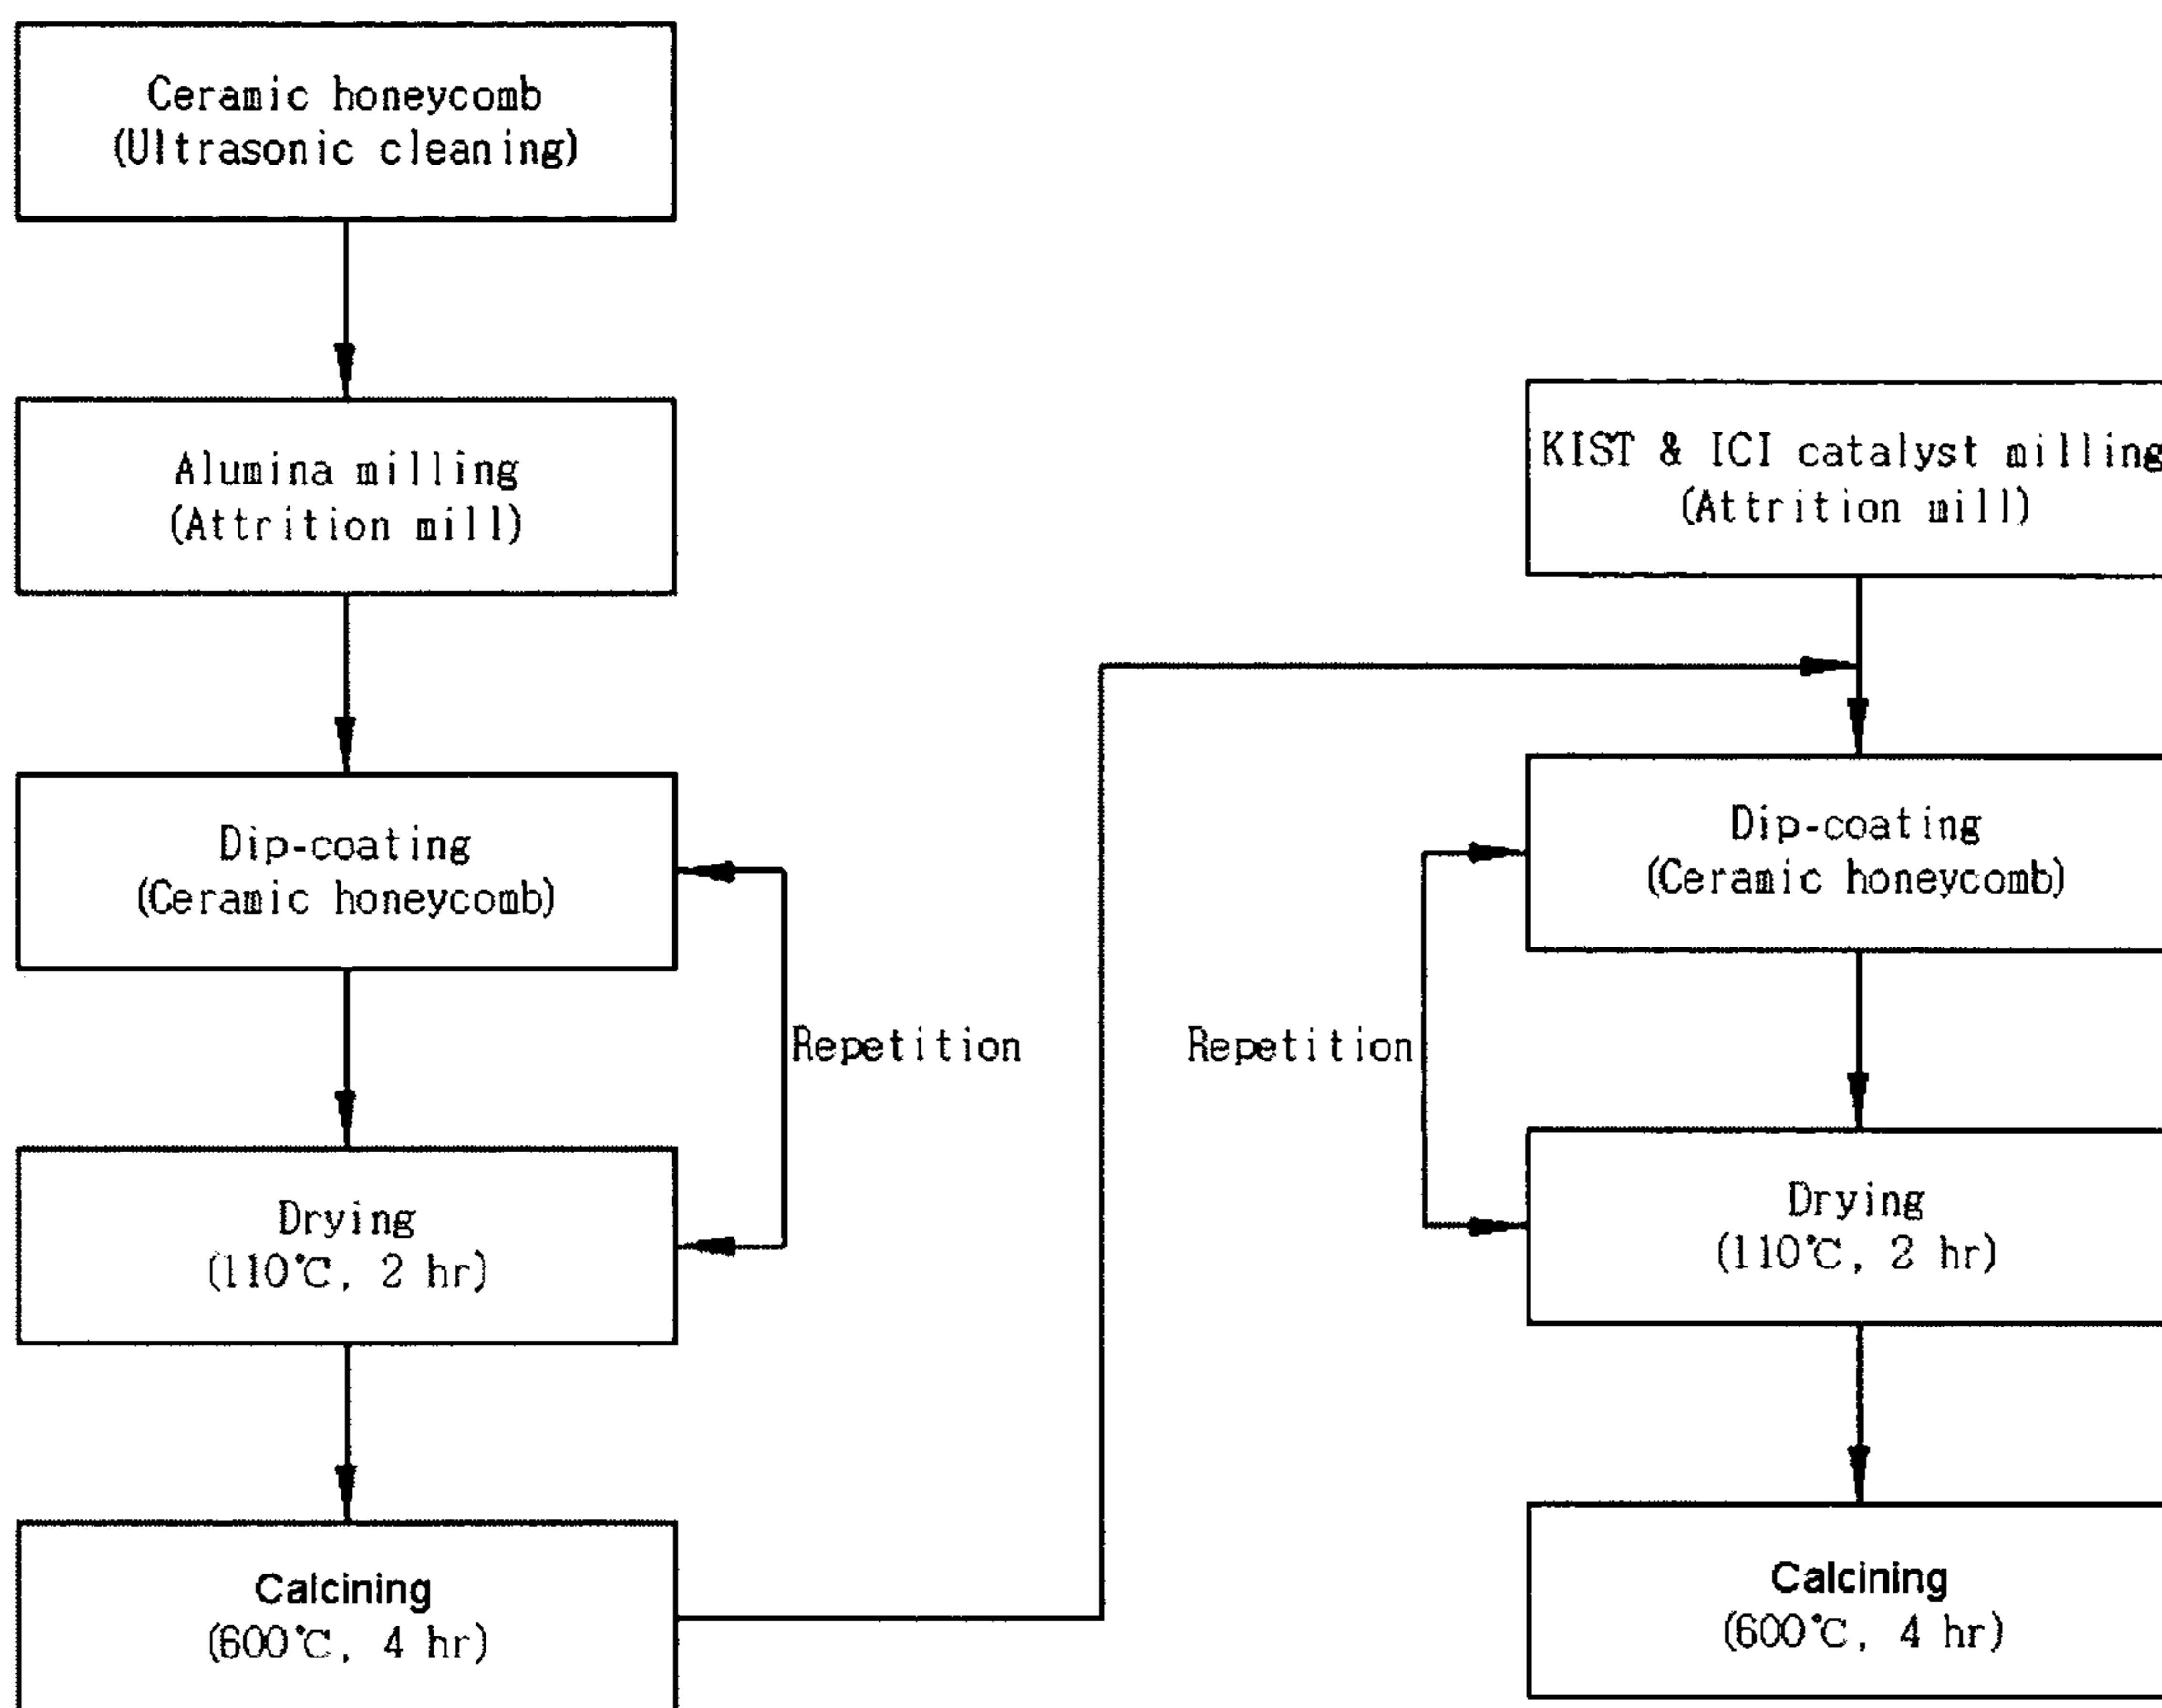 Ceramic honeycomb
(Ultrasonic cleaning)
Alumina milling
(Attrition mill)
Dip-coating
(Ceramic honeycomb)
Repetition
Drying
(110℃, 2 hr)
Calcining
(600℃, 4 hr)
KIST & ICI catalyst milling
(Attrition mill)
Dip-coating
(Ceramic honeycomb)
Repetition
Drying
(110℃, 2 hr)
Calcining
(600℃, 4 hr)